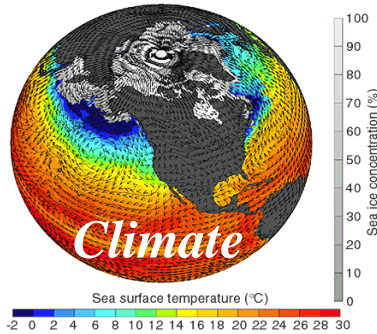 100
90
80
70
60
50
40
30
20
10
0
Sea ice concentration (%)
Climate
Sea surface temperature (°C)
-2 0 2 4 6 8 10 12 14 16 18 20 22 24 26 28 30